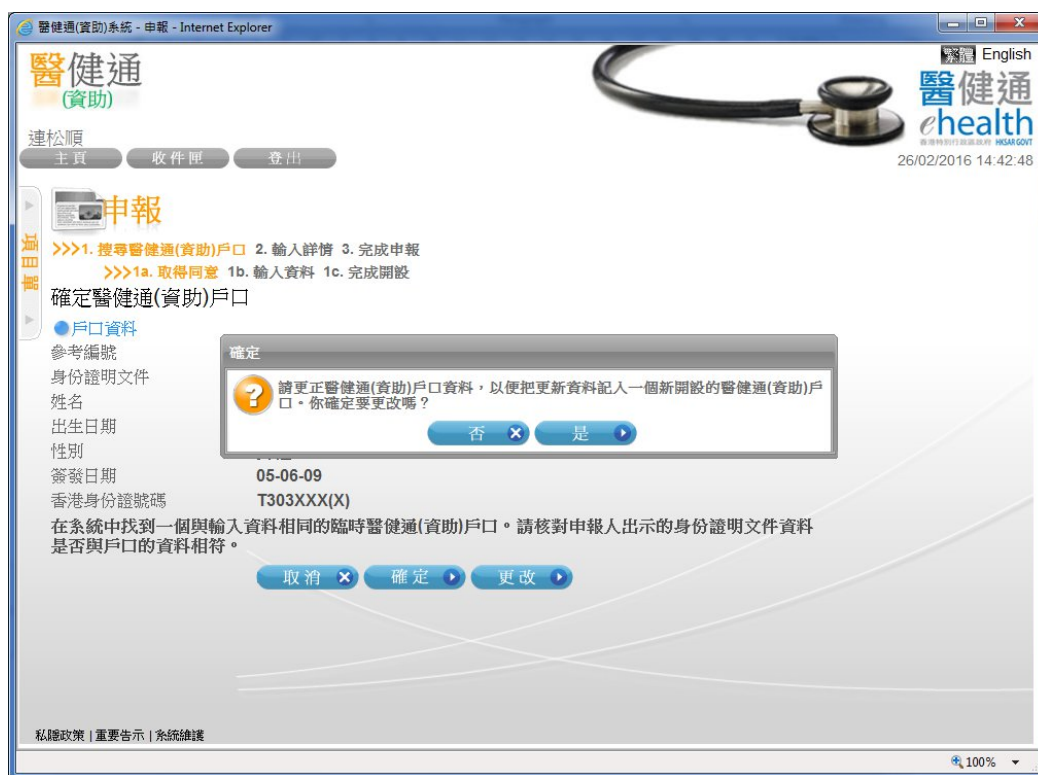 醫健通(資助)系統 - 申報 - Internet Explorer
繁體 English
醫健通
(資助)
醫健通
ehealth
香港特別行政區政府 HKSAR GOVT
連松順
主頁 收件匣 登出
26/02/2016 14:42:48
項目單
申報
>>>1. 搜尋醫健通(資助)戶口 2. 輸入詳情 3. 完成申報
>>>1a. 取得同意 1b. 輸入資料 1c. 完成開設
確定醫健通(資助)戶口
戶口資料
參考編號
身份證明文件
姓名
出生日期
性別
確定
請更正醫健通(資助)戶口資料，以便把更新資料記入一個新開設的醫健通(資助)戶
口。你確定要更改嗎？
否 是
簽發日期 05-06-09
香港身份證號碼 T303XXX(X)
在系統中找到一個與輸入資料相同的臨時醫健通(資助)戶口。請核對申報人出示的身份證明文件資料
是否與戶口的資料相符。
取消 確定 更改
私隱政策 | 重要告示 | 系統維護
100%